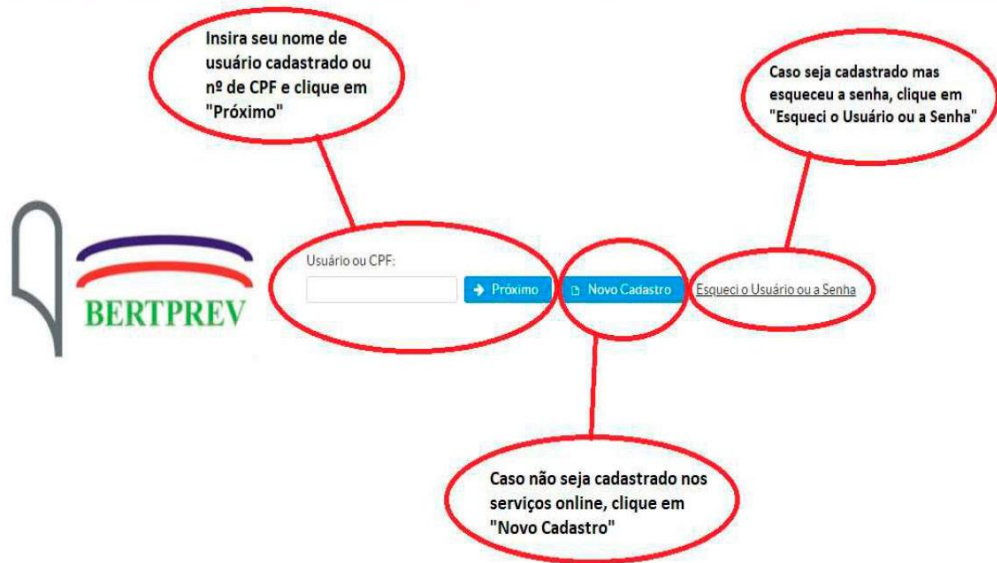 Insira seu nome de
usuário cadastrado ou
nº de CPF e clique em
"Próximo"
Caso seja cadastrado mas
esqueceu a senha, clique em
"Esqueci o Usuário ou a Senha"
BERTPREV
Usuário ou CPF:
Próximo
Novo Cadastro
Esqueci o Usuário ou a Senha
Caso não seja cadastrado nos
serviços online, clique em
"Novo Cadastro"